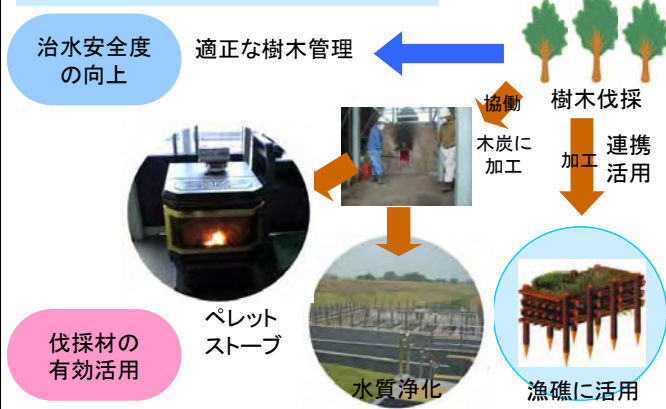 治水安全度
の向上
適正な樹木管理
樹木伐採
協働
木炭に
加工
加工
連携
活用
ペレット
ストーブ
水質浄化
漁礁に活用
伐採材の
有効活用